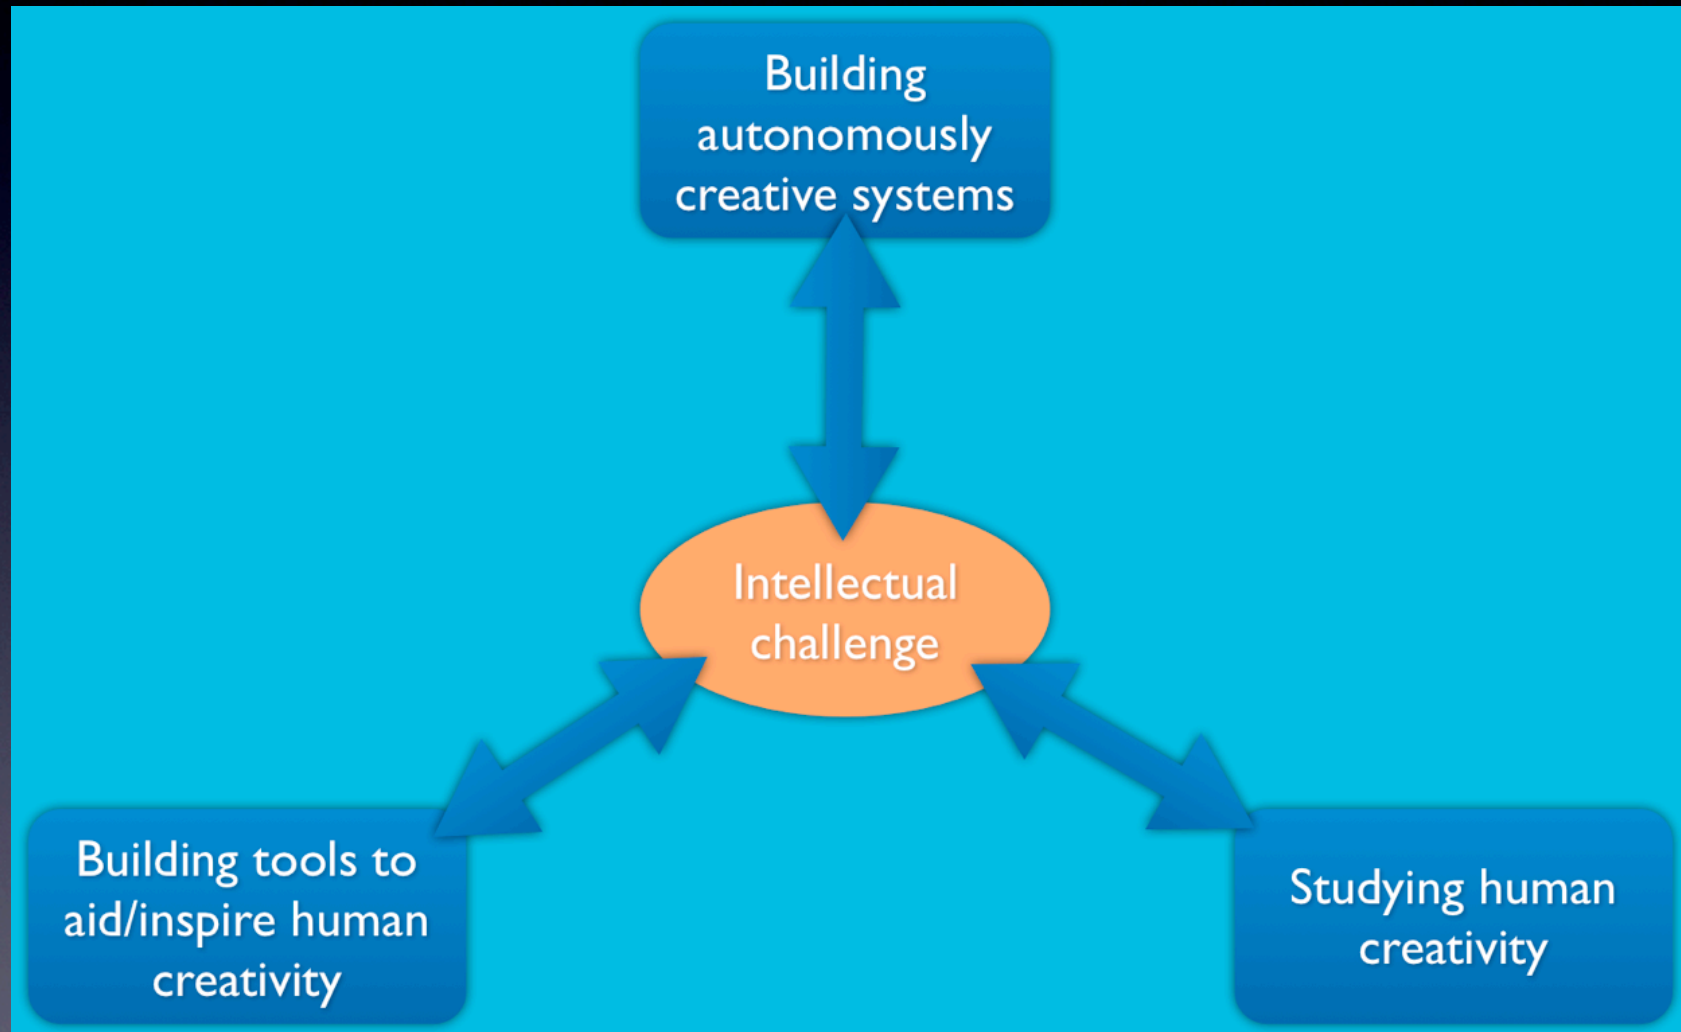 Building
autonomously
creative systems
Intellectual
challenge
Building tools to
aid/inspire human
creativity
Studying human
creativity